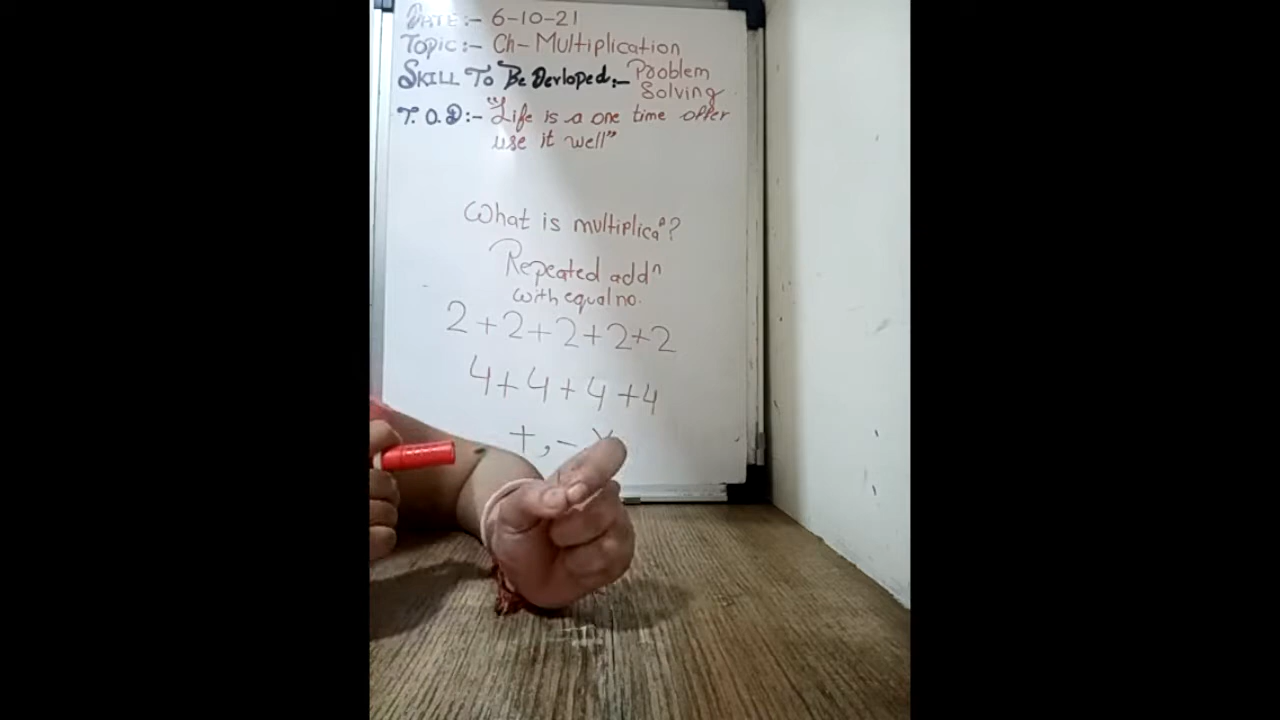 DATE:- 6-10-21
Topic:- Ch- Multiplication
SKILL TO BE Devloped:- Problem
Solving
T.O.D:- "Life is a one time offer
use it well"
What is multiplicaⁿ?
Repeated addⁿ
with equal no.
2+2+2+2+2
4+4+4+4
+, -